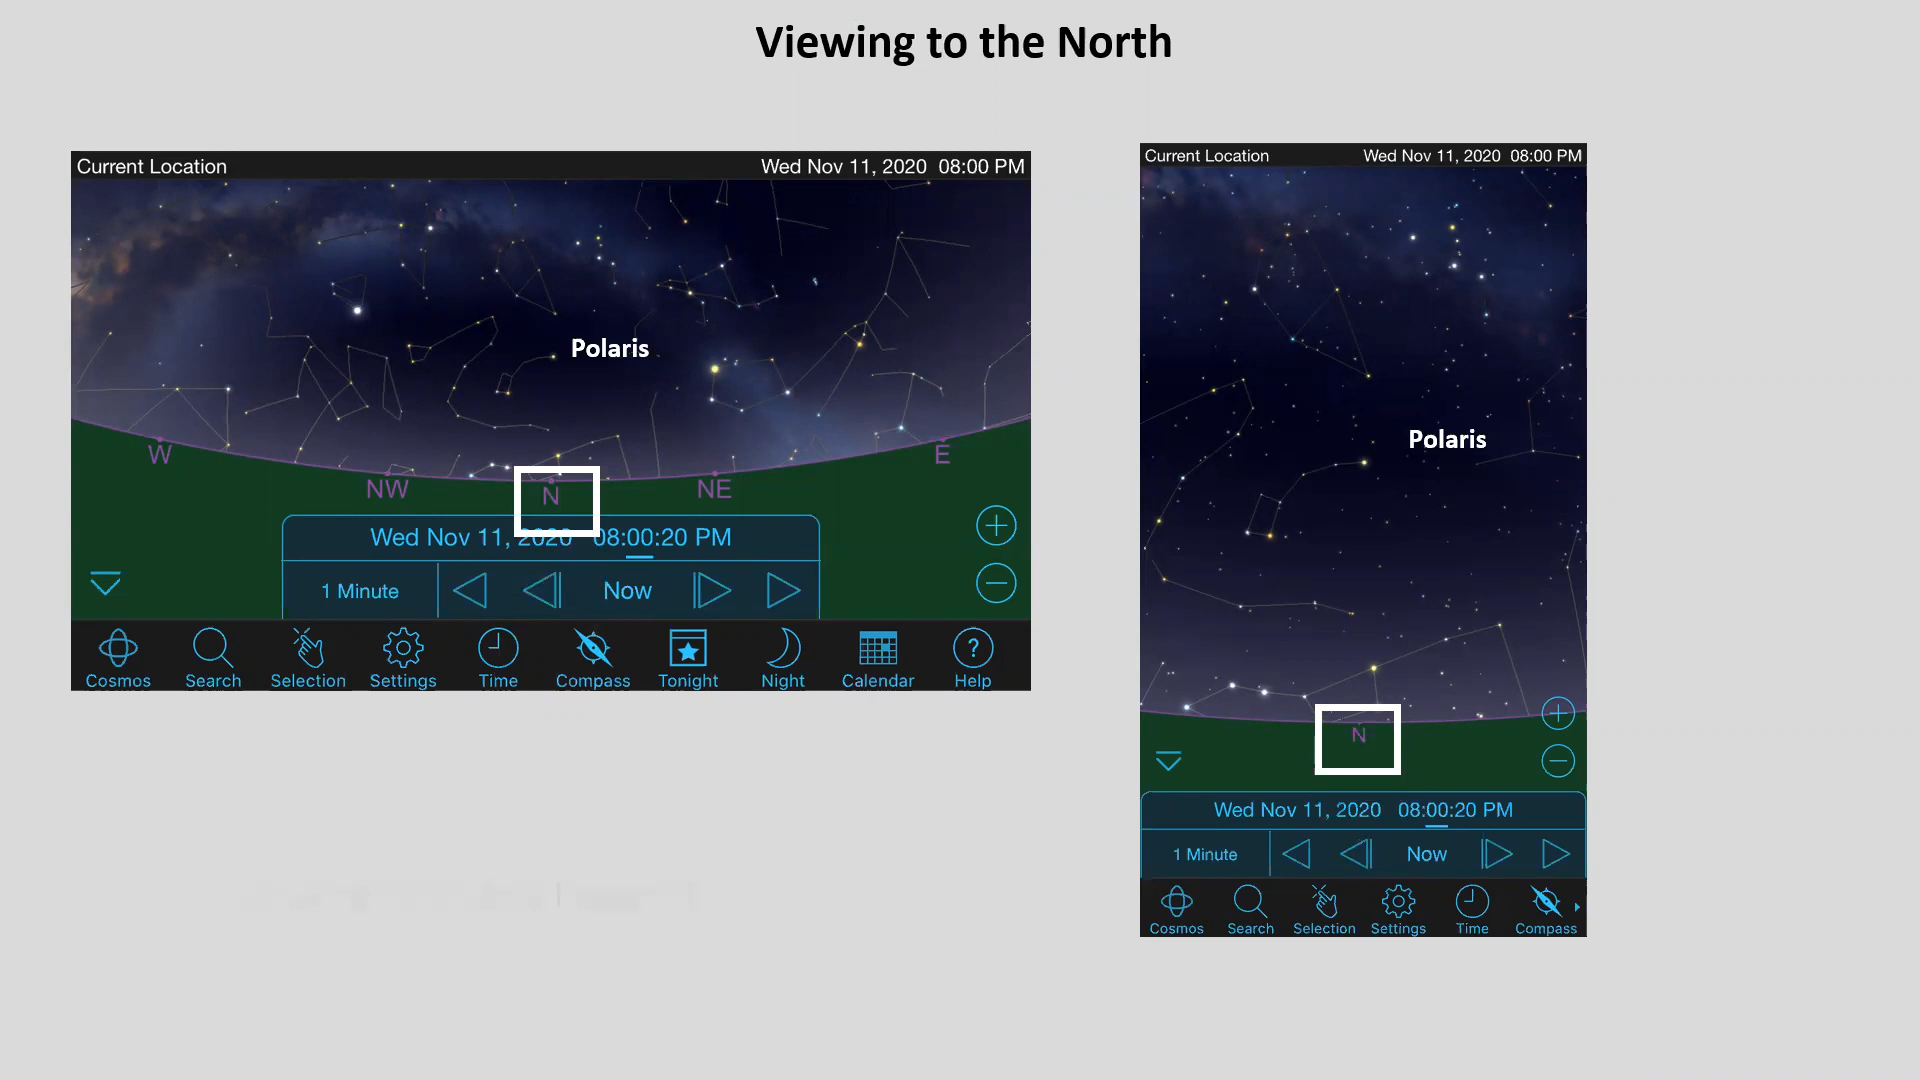 Viewing to the North
Current Location Wed Nov 11, 2020 08:00 PM
Polaris
W NW N NE E
Wed Nov 11, 2020 08:00:20 PM
1 Minute Now
Cosmos Search Selection Settings Time Compass Tonight Night Calendar Help
Current Location Wed Nov 11, 2020 08:00 PM
Polaris
N
Wed Nov 11, 2020 08:00:20 PM
1 Minute Now
Cosmos Search Selection Settings Time Compass